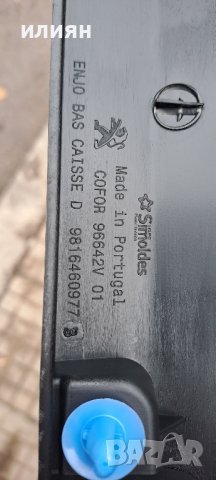 илиян
Made in Portugal
COFOR 96642V 01
ENJO BAS CAISSE D 9816460977
Simoldes
BAZAR
bg